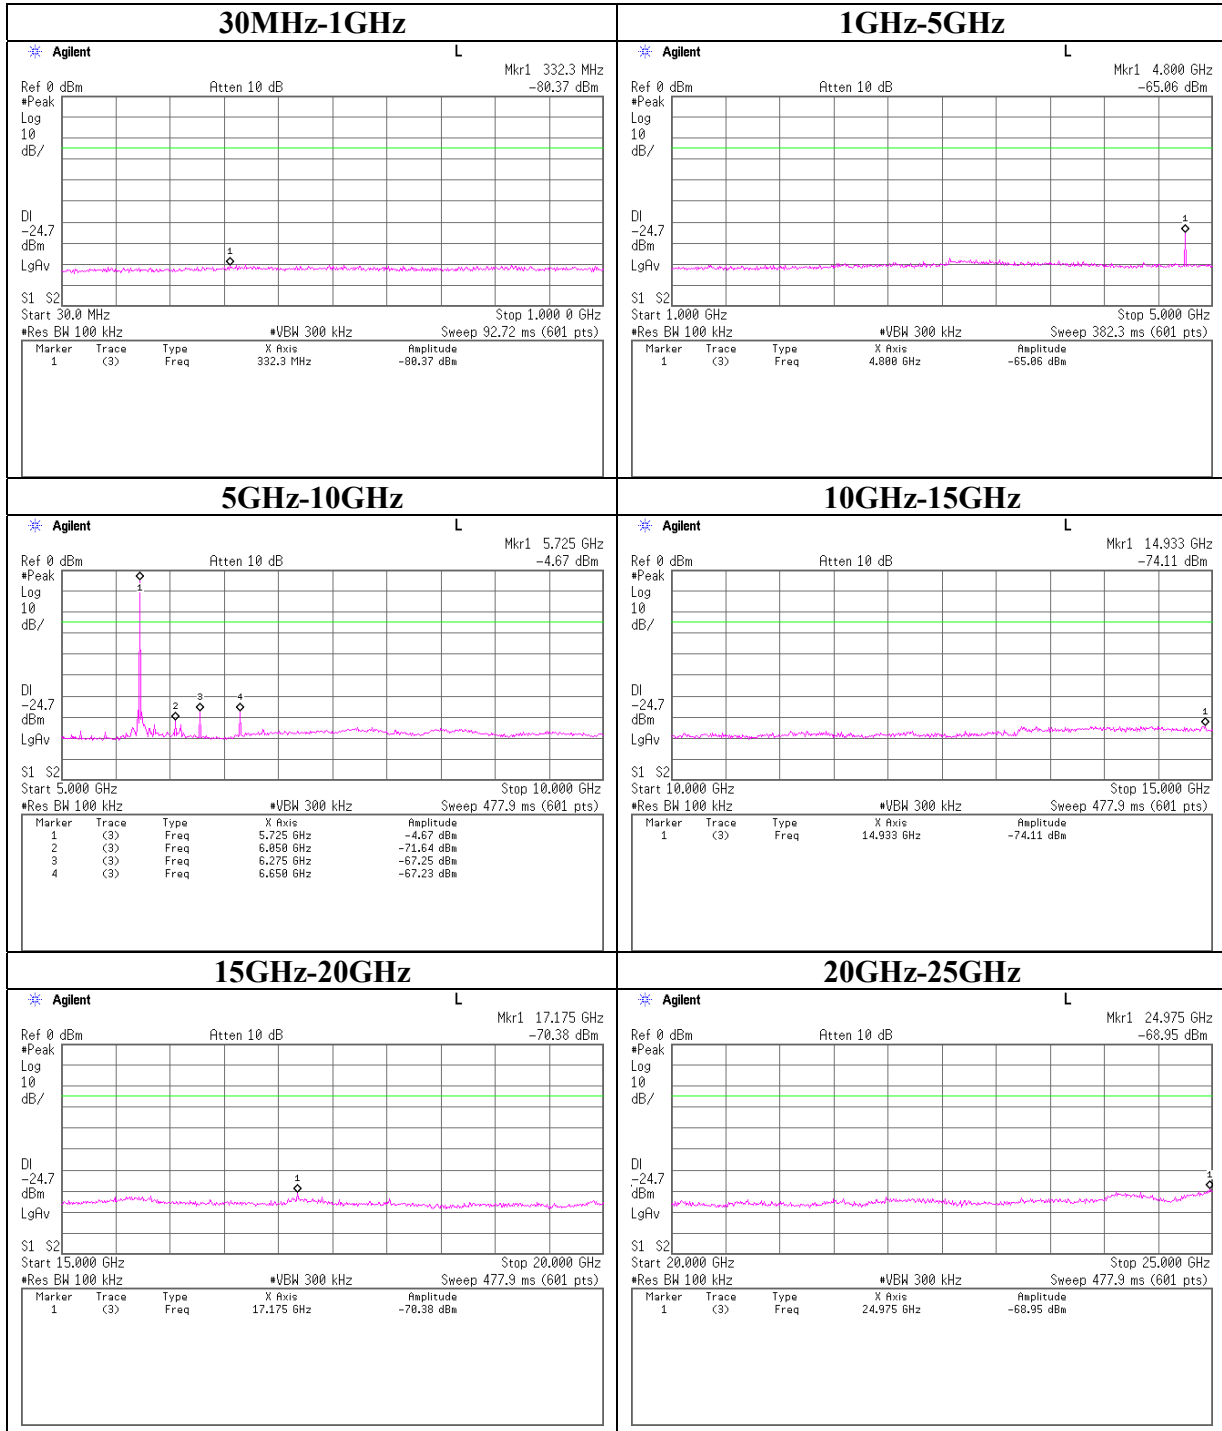 30MHz-1GHz
Agilent L
Mkr1 332.3 MHz
Ref 0 dBm Atten 10 dB -80.37 dBm
#Peak
Log
10
dB/
DI
-24.7
dBm
LgAv
1
S1 S2
Start 30.0 MHz Stop 1.000 0 GHz
#Res BW 100 kHz #VBW 300 kHz Sweep 92.72 ms (601 pts)
Marker Trace Type X Axis Amplitude
1 (3) Freq 332.3 MHz -80.37 dBm
1GHz-5GHz
Agilent L
Mkr1 4.800 GHz
Ref 0 dBm Atten 10 dB -65.06 dBm
#Peak
Log
10
dB/
DI
-24.7
dBm
LgAv
1
S1 S2
Start 1.000 GHz Stop 5.000 GHz
#Res BW 100 kHz #VBW 300 kHz Sweep 382.3 ms (601 pts)
Marker Trace Type X Axis Amplitude
1 (3) Freq 4.800 GHz -65.06 dBm
5GHz-10GHz
Agilent L
Mkr1 5.725 GHz
Ref 0 dBm Atten 10 dB -4.67 dBm
#Peak
Log
10
dB/
DI
-24.7
dBm
LgAv
1
2
3
4
S1 S2
Start 5.000 GHz Stop 10.000 GHz
#Res BW 100 kHz #VBW 300 kHz Sweep 477.9 ms (601 pts)
Marker Trace Type X Axis Amplitude
1 (3) Freq 5.725 GHz -4.67 dBm
2 (3) Freq 6.050 GHz -71.64 dBm
3 (3) Freq 6.275 GHz -67.25 dBm
4 (3) Freq 6.650 GHz -67.23 dBm
10GHz-15GHz
Agilent L
Mkr1 14.933 GHz
Ref 0 dBm Atten 10 dB -74.11 dBm
#Peak
Log
10
dB/
DI
-24.7
dBm
LgAv
1
S1 S2
Start 10.000 GHz Stop 15.000 GHz
#Res BW 100 kHz #VBW 300 kHz Sweep 477.9 ms (601 pts)
Marker Trace Type X Axis Amplitude
1 (3) Freq 14.933 GHz -74.11 dBm
15GHz-20GHz
Agilent L
Mkr1 17.175 GHz
Ref 0 dBm Atten 10 dB -70.38 dBm
#Peak
Log
10
dB/
DI
-24.7
dBm
LgAv
1
S1 S2
Start 15.000 GHz Stop 20.000 GHz
#Res BW 100 kHz #VBW 300 kHz Sweep 477.9 ms (601 pts)
Marker Trace Type X Axis Amplitude
1 (3) Freq 17.175 GHz -70.38 dBm
20GHz-25GHz
Agilent L
Mkr1 24.975 GHz
Ref 0 dBm Atten 10 dB -68.95 dBm
#Peak
Log
10
dB/
DI
-24.7
dBm
LgAv
1
S1 S2
Start 20.000 GHz Stop 25.000 GHz
#Res BW 100 kHz #VBW 300 kHz Sweep 477.9 ms (601 pts)
Marker Trace Type X Axis Amplitude
1 (3) Freq 24.975 GHz -68.95 dBm